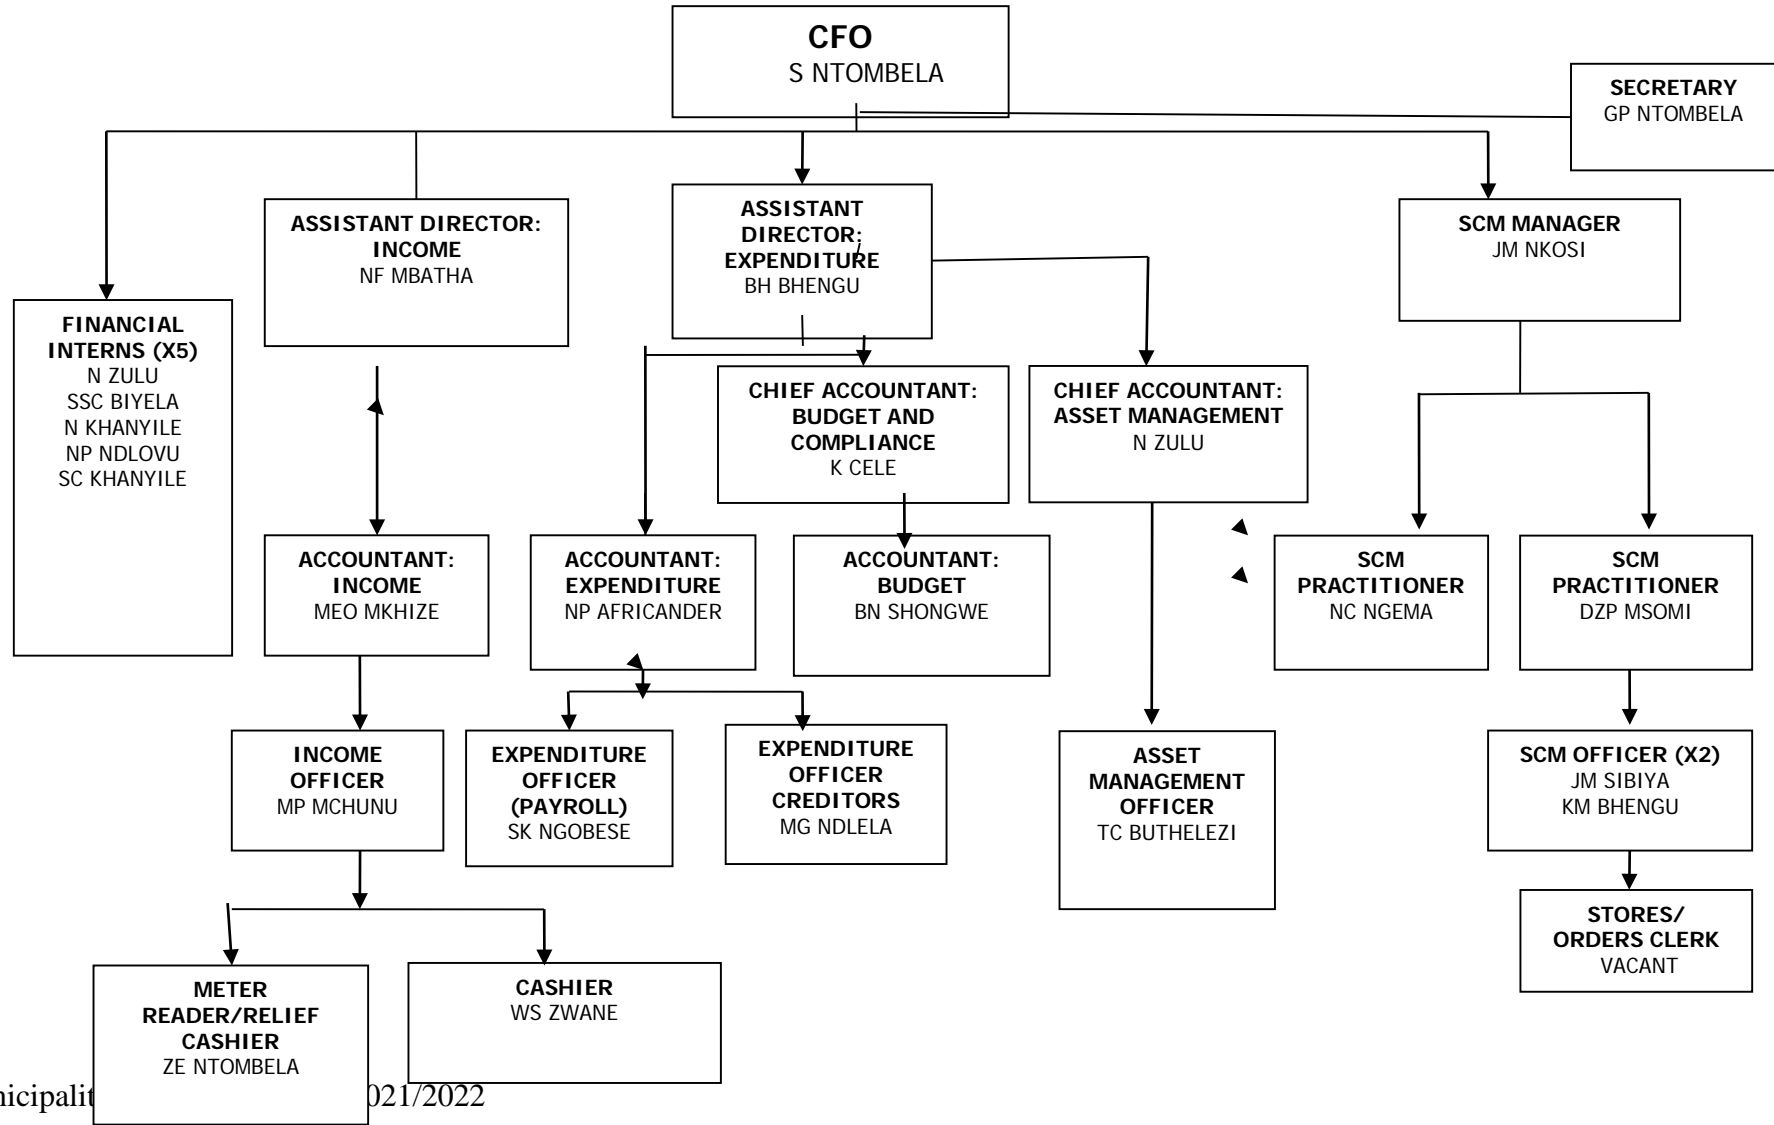 CFO
S NTOMBELA
SECRETARY
GP NTOMBELA
ASSISTANT DIRECTOR:
INCOME
NF MBATHA
ASSISTANT
DIRECTOR:
EXPENDITURE
BH BHENGU
SCM MANAGER
JM NKOSI
FINANCIAL
INTERNS (X5)
N ZULU
SSC BIYELA
N KHANYILE
NP NDLOVU
SC KHANYILE
CHIEF ACCOUNTANT:
BUDGET AND
COMPLIANCE
K CELE
CHIEF ACCOUNTANT:
ASSET MANAGEMENT
N ZULU
ACCOUNTANT:
INCOME
MEO MKHIZE
ACCOUNTANT:
EXPENDITURE
NP AFRICANDER
ACCOUNTANT:
BUDGET
BN SHONGWE
SCM
PRACTITIONER
NC NGEMA
SCM
PRACTITIONER
DZP MSOMI
INCOME
OFFICER
MP MCHUNU
EXPENDITURE
OFFICER
(PAYROLL)
SK NGOBESE
EXPENDITURE
OFFICER
CREDITORS
MG NDLELA
ASSET
MANAGEMENT
OFFICER
TC BUTHELEZI
SCM OFFICER (X2)
JM SIBIYA
KM BHENGU
STORES/
ORDERS CLERK
VACANT
METER
READER/RELIEF
CASHIER
ZE NTOMBELA
CASHIER
WS ZWANE
nicipalit 021/2022